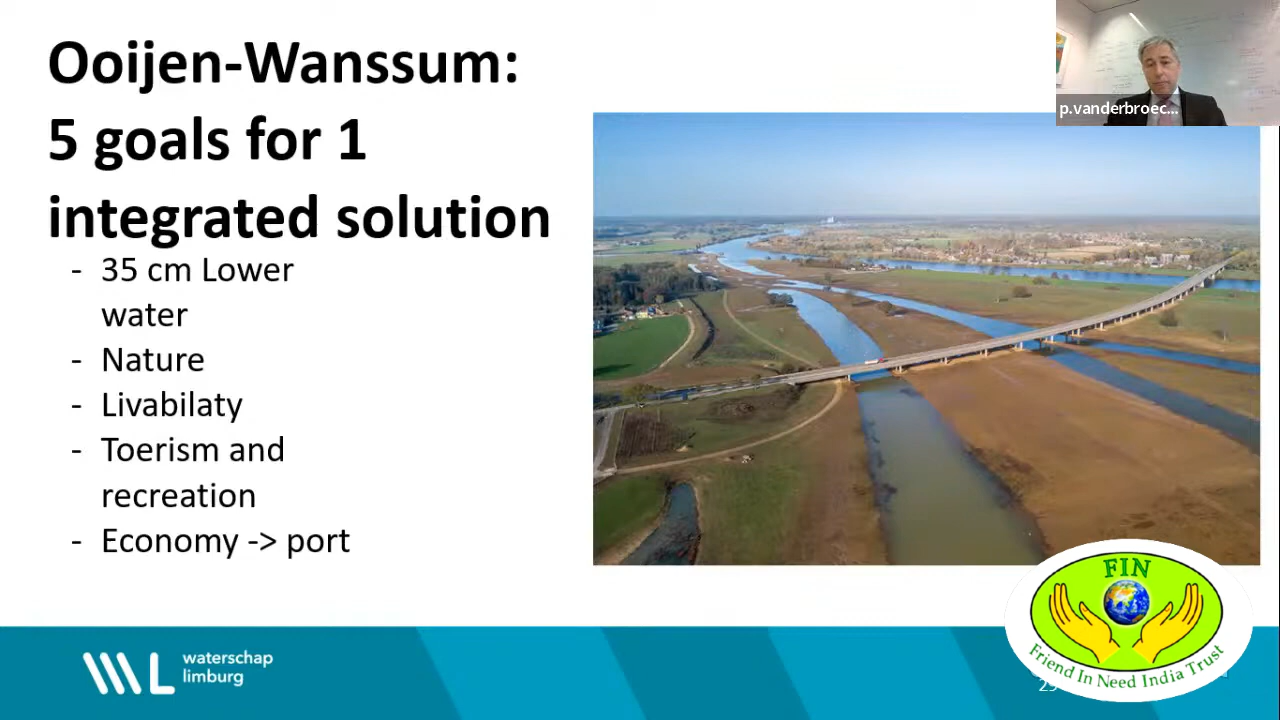 Ooijen-Wanssum:
5 goals for 1
integrated solution
- 35 cm Lower
water
- Nature
- Livabilaty
- Toerism and
recreation
- Economy -> port
p.vanderbroec...
waterschap
limburg
FIN
Friend In Need India Trust